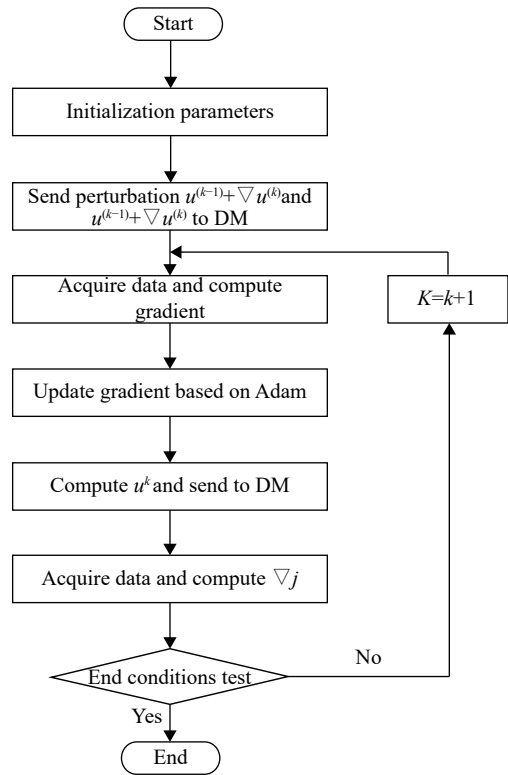 Start
Initialization parameters
Send perturbation u^(k−1)+▽u^(k)and
u^(k−1)+▽u^(k) to DM
Acquire data and compute
gradient
K=k+1
Update gradient based on Adam
Compute u^k and send to DM
Acquire data and compute ▽j
End conditions test
No
Yes
End